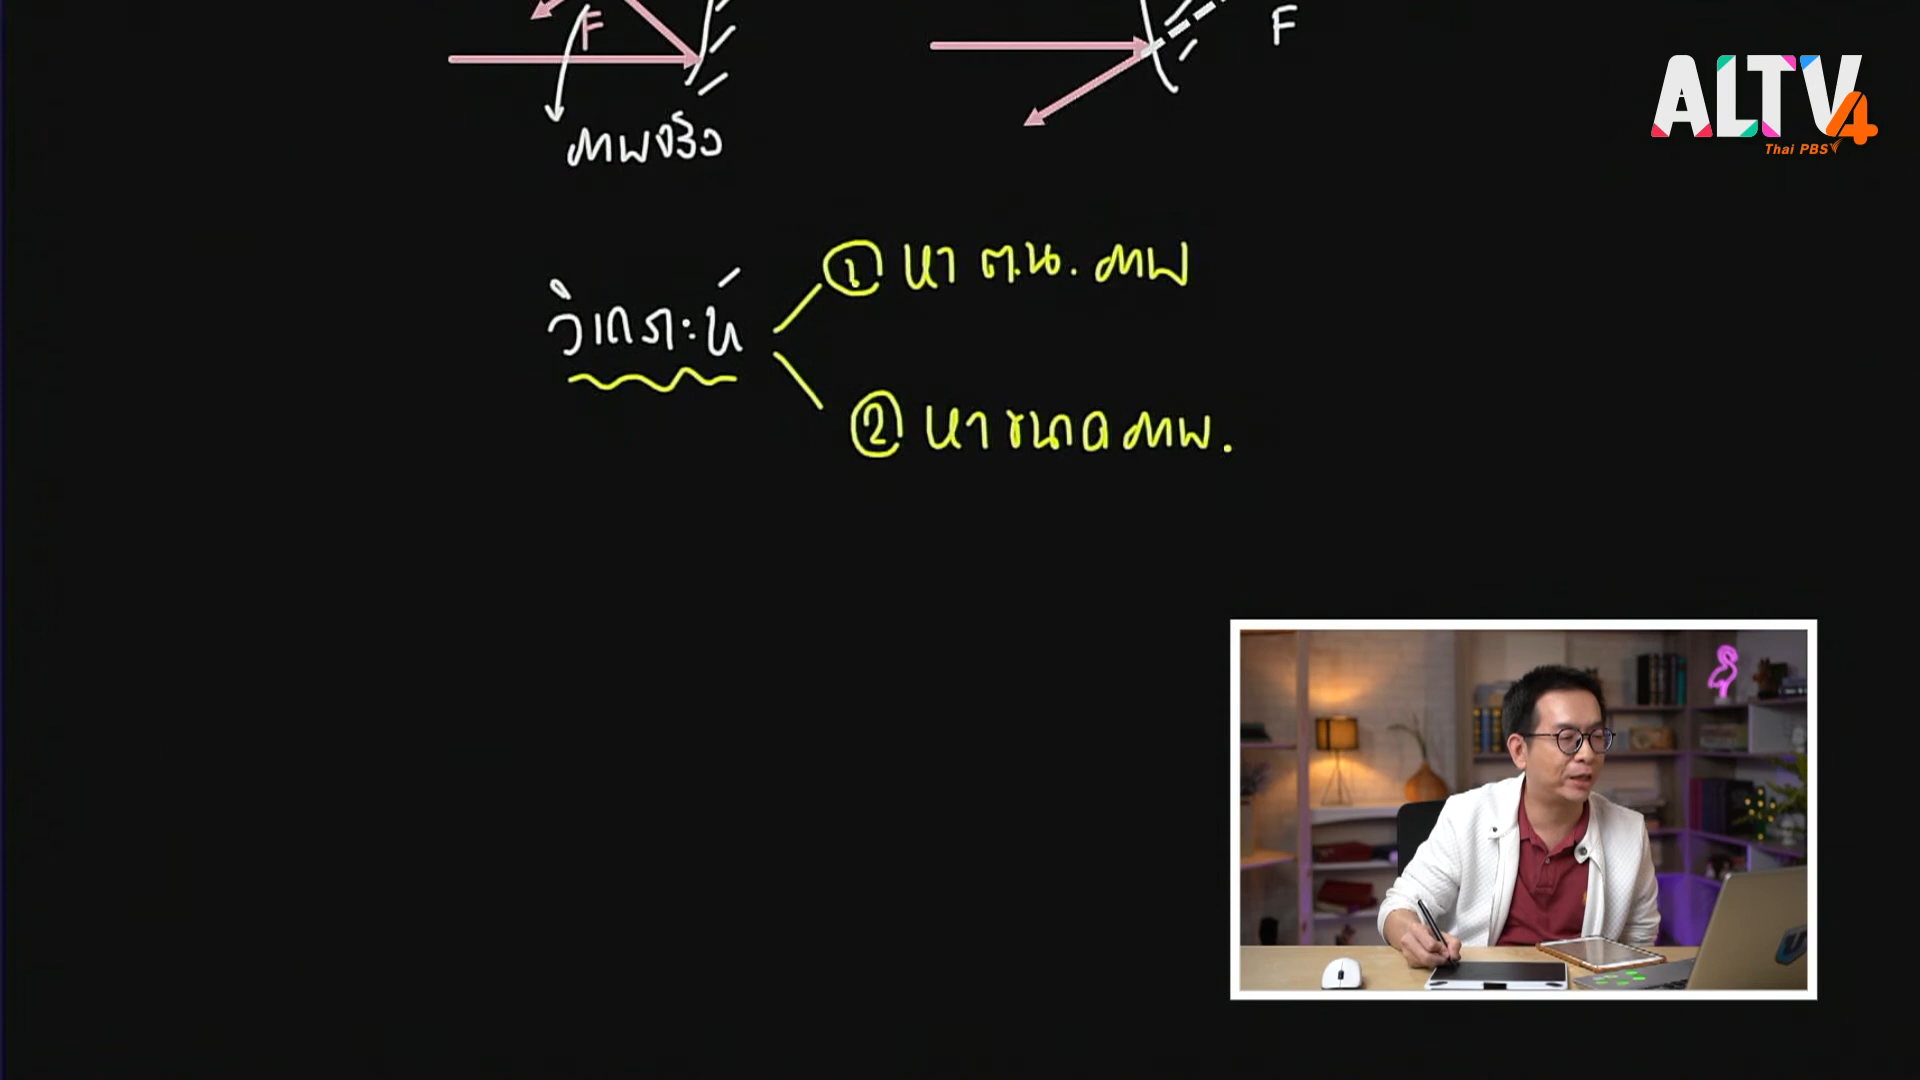 F
F
ภาพจริง
ALTV4
Thai PBS
① หา ต.น. ภาพ
วิเคราะห์
② หาขนาดภาพ.